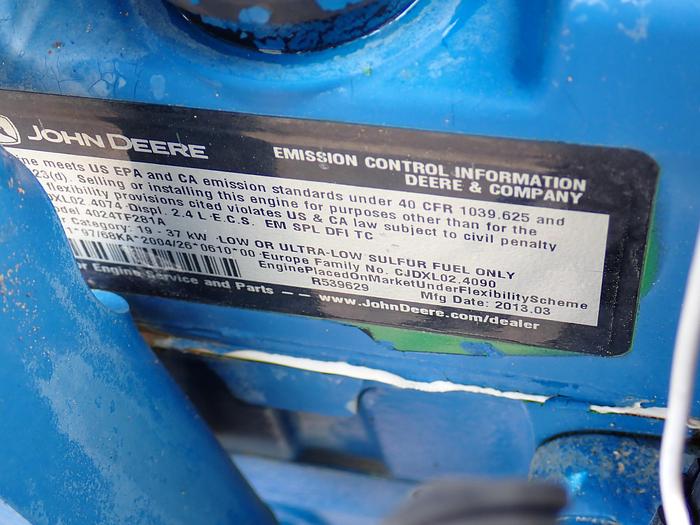 JOHN DEERE
EMISSION CONTROL INFORMATION
DEERE & COMPANY
meets US EPA and CA emission standards under 40 CFR 1039.625 and
23(d). Selling or installing this engine for purposes other than for the
flexibility provisions cited violates US & CA law subject to civil penalty
DXL02.4074 Displ. 2.4 L E.C.S. EM SPL DFI TC
4024TF281A
Category: 19 - 37 kW LOW OR ULTRA-LOW SULFUR FUEL ONLY
97/68KA-2004/26*0610*00 Europe Family No. CJDXL02.4090
EnginePlacedOnMarketUnderFlexibilityScheme
R539629 Mfg Date: 2013.03
Engine Service and Parts — — www.JohnDeere.com/dealer